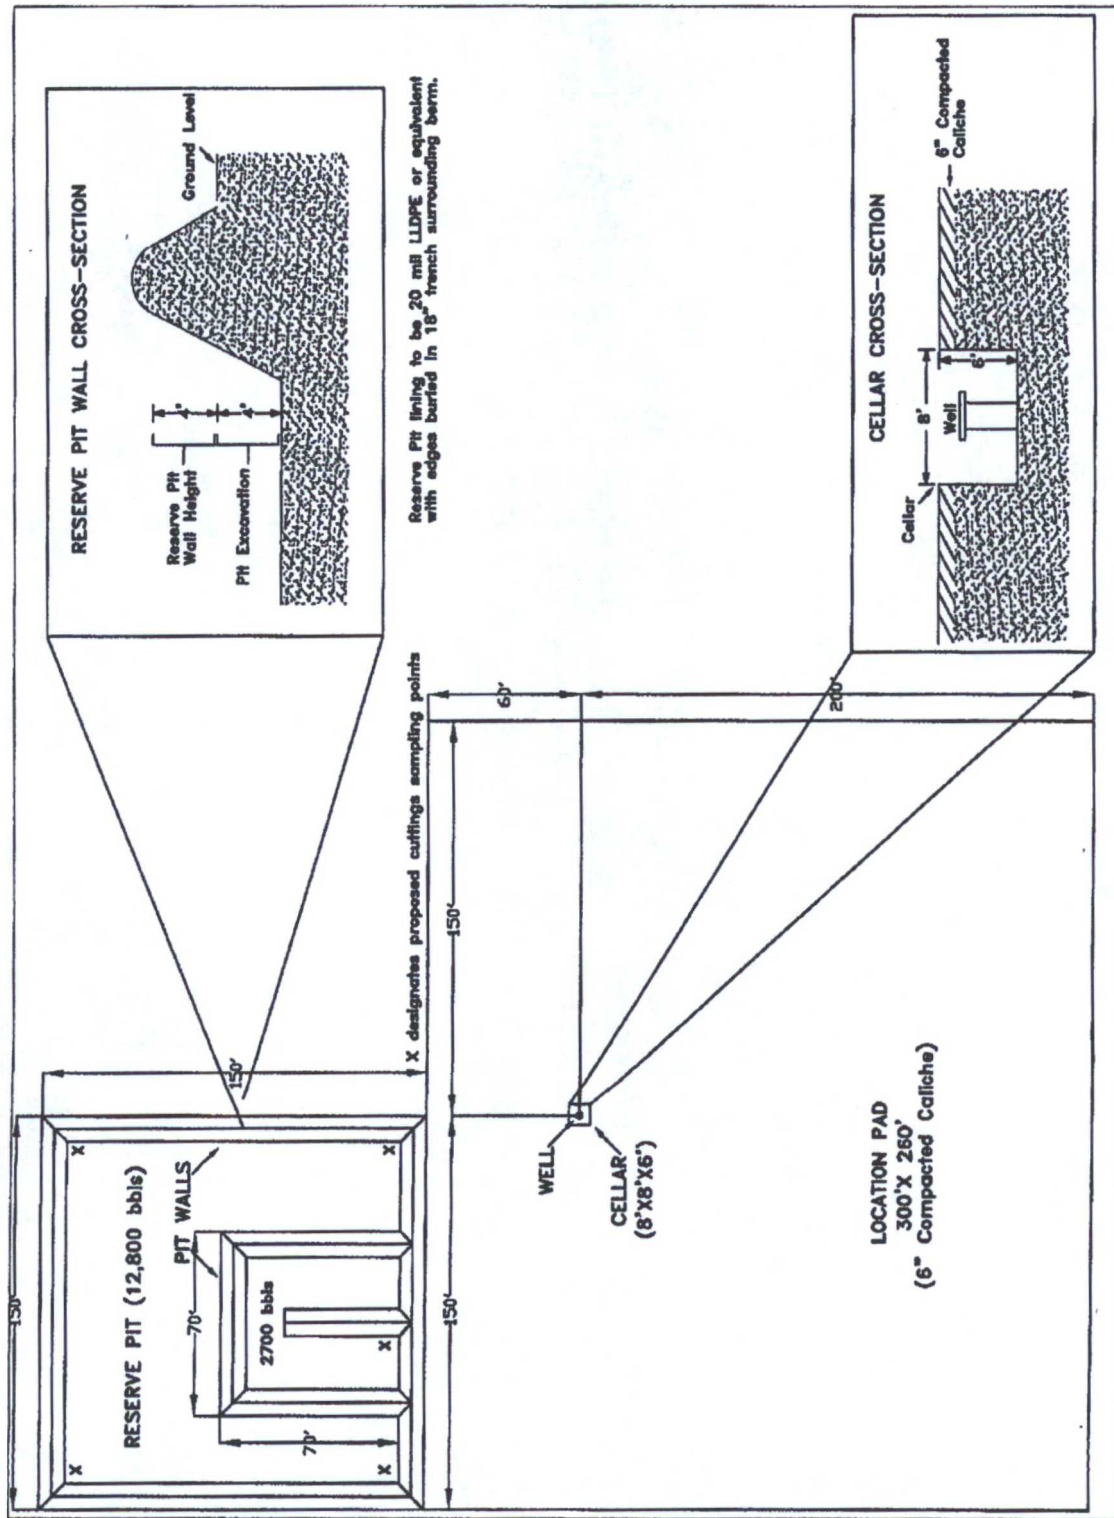 RESERVE PIT WALL CROSS-SECTION
Reserve Pit
Wall Height
Pit Excavation
4'
4'
Ground Level
Reserve Pit lining to be 20 mil LLDPE or equivalent
with edges buried in 18" trench surrounding berm.
150'
150'
RESERVE PIT (12,800 bbls)
PIT WALLS
70'
70'
2700 bbls
X
X
X
X
X
X designates proposed cuttings sampling points
150'
150'
60'
200'
WELL
CELLAR
(8'X8'X6')
LOCATION PAD
300'X 260'
(6" Compacted Caliche)
CELLAR CROSS-SECTION
Cellar
8'
Well
6'
6" Compacted
Caliche